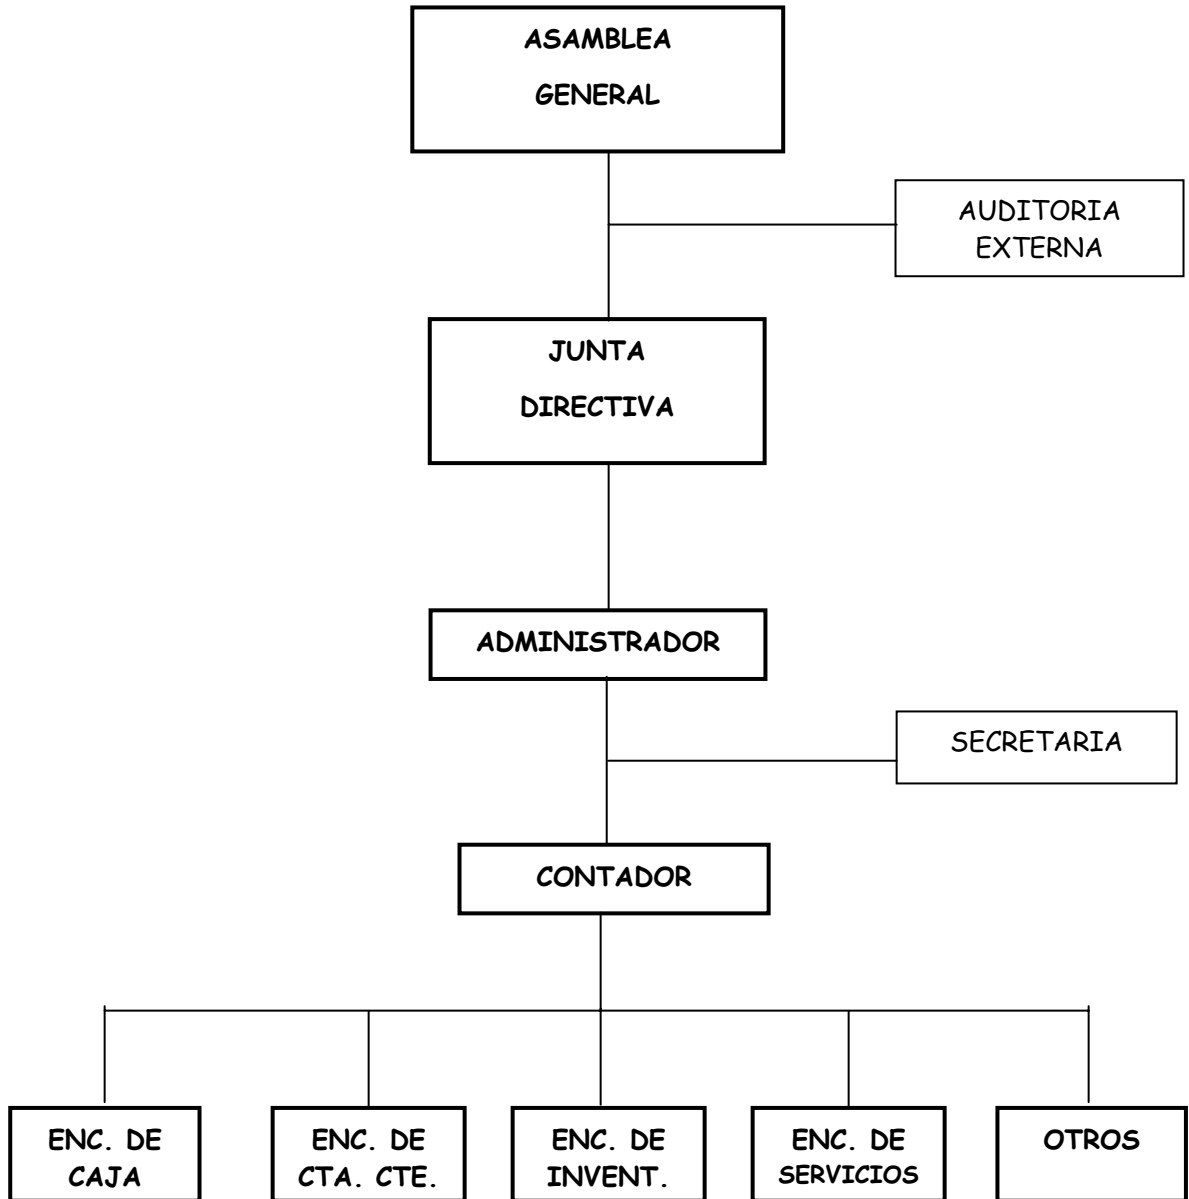 ASAMBLEA
GENERAL
AUDITORIA
EXTERNA
JUNTA
DIRECTIVA
ADMINISTRADOR
SECRETARIA
CONTADOR
ENC. DE
CAJA
ENC. DE
CTA. CTE.
ENC. DE
INVENT.
ENC. DE
SERVICIOS
OTROS